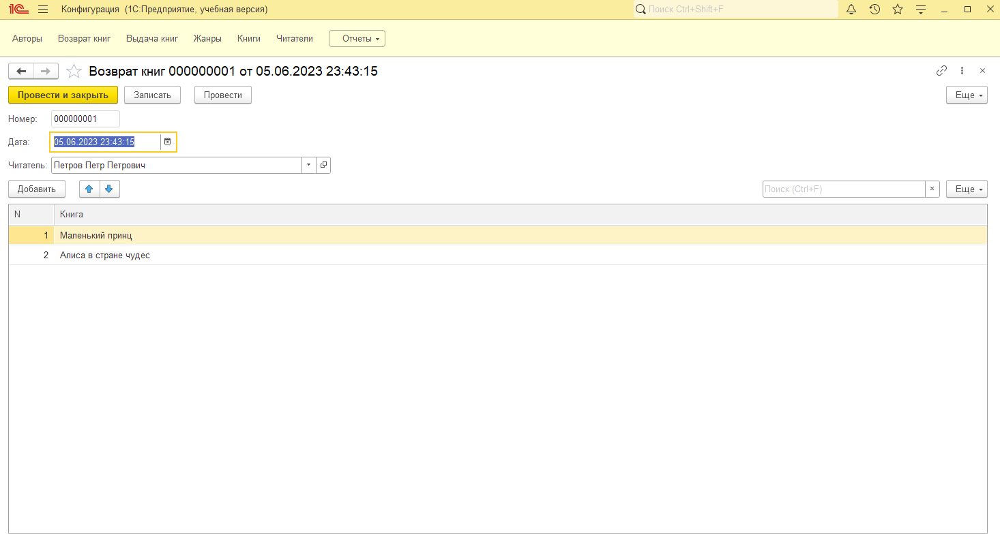 1С Конфигурация (1С:Предприятие, учебная версия) Поиск Ctrl+Shift+F
Авторы Возврат книг Выдача книг Жанры Книги Читатели Отчеты
Возврат книг 000000001 от 05.06.2023 23:43:15
Провести и закрыть Записать Провести Еще
Номер: 000000001
Дата: 05.06.2023 23:43:15
Читатель: Петров Петр Петрович
Добавить Поиск (Ctrl+F) × Еще
N Книга
1 Маленький принц
2 Алиса в стране чудес